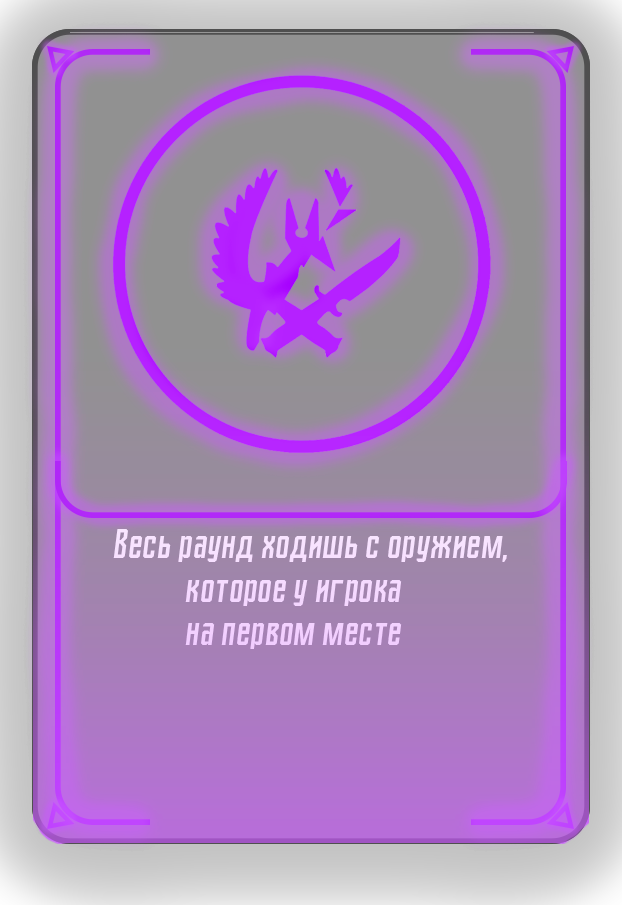 Весь раунд ходишь с оружием,
которое у игрока
на первом месте